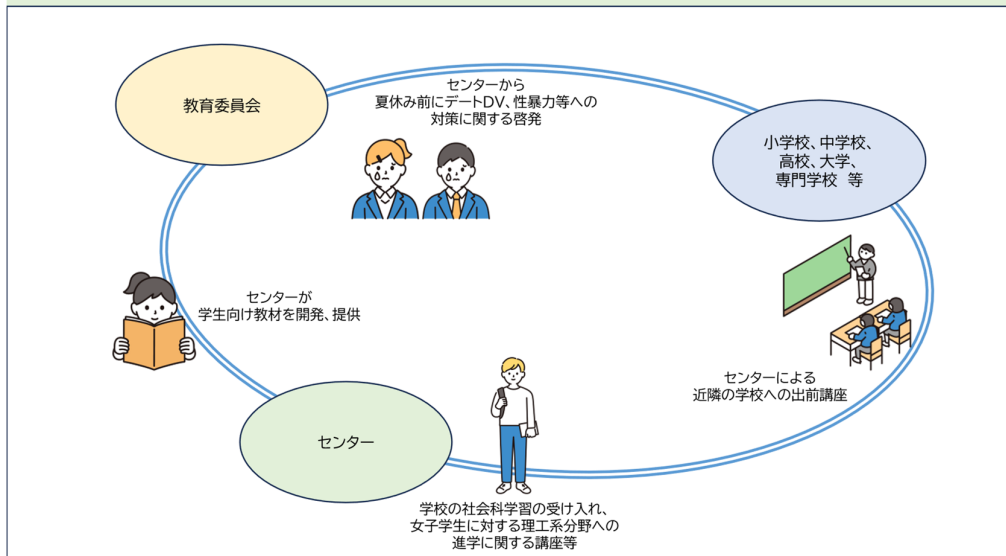 教育委員会
センターから
夏休み前にデートDV、性暴力等への
対策に関する啓発
小学校、中学校、
高校、大学、
専門学校 等
センターが
学生向け教材を開発、提供
センターによる
近隣の学校への出前講座
センター
学校の社会科学習の受け入れ、
女子学生に対する理工系分野への
進学に関する講座等